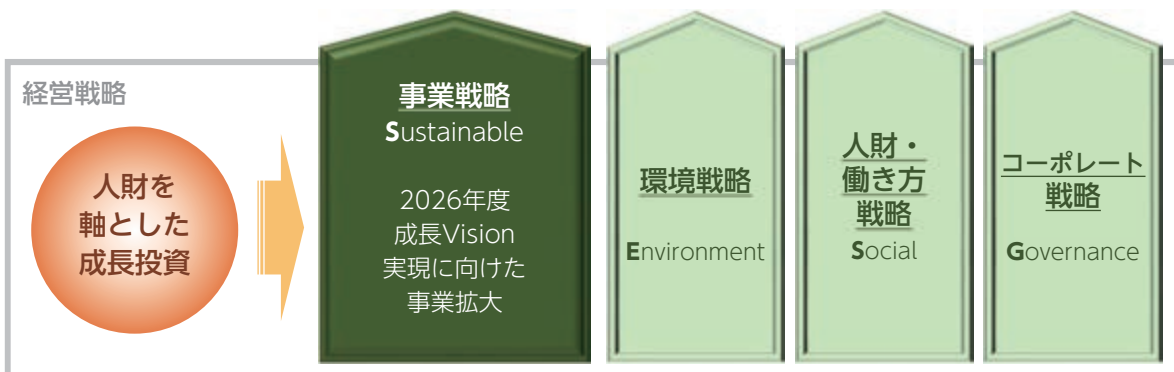 経営戦略
人財を
軸とした
成長投資
事業戦略
Sustainable
2026年度
成長Vision
実現に向けた
事業拡大
環境戦略
Environment
人財・
働き方
戦略
Social
コーポレート
戦略
Governance